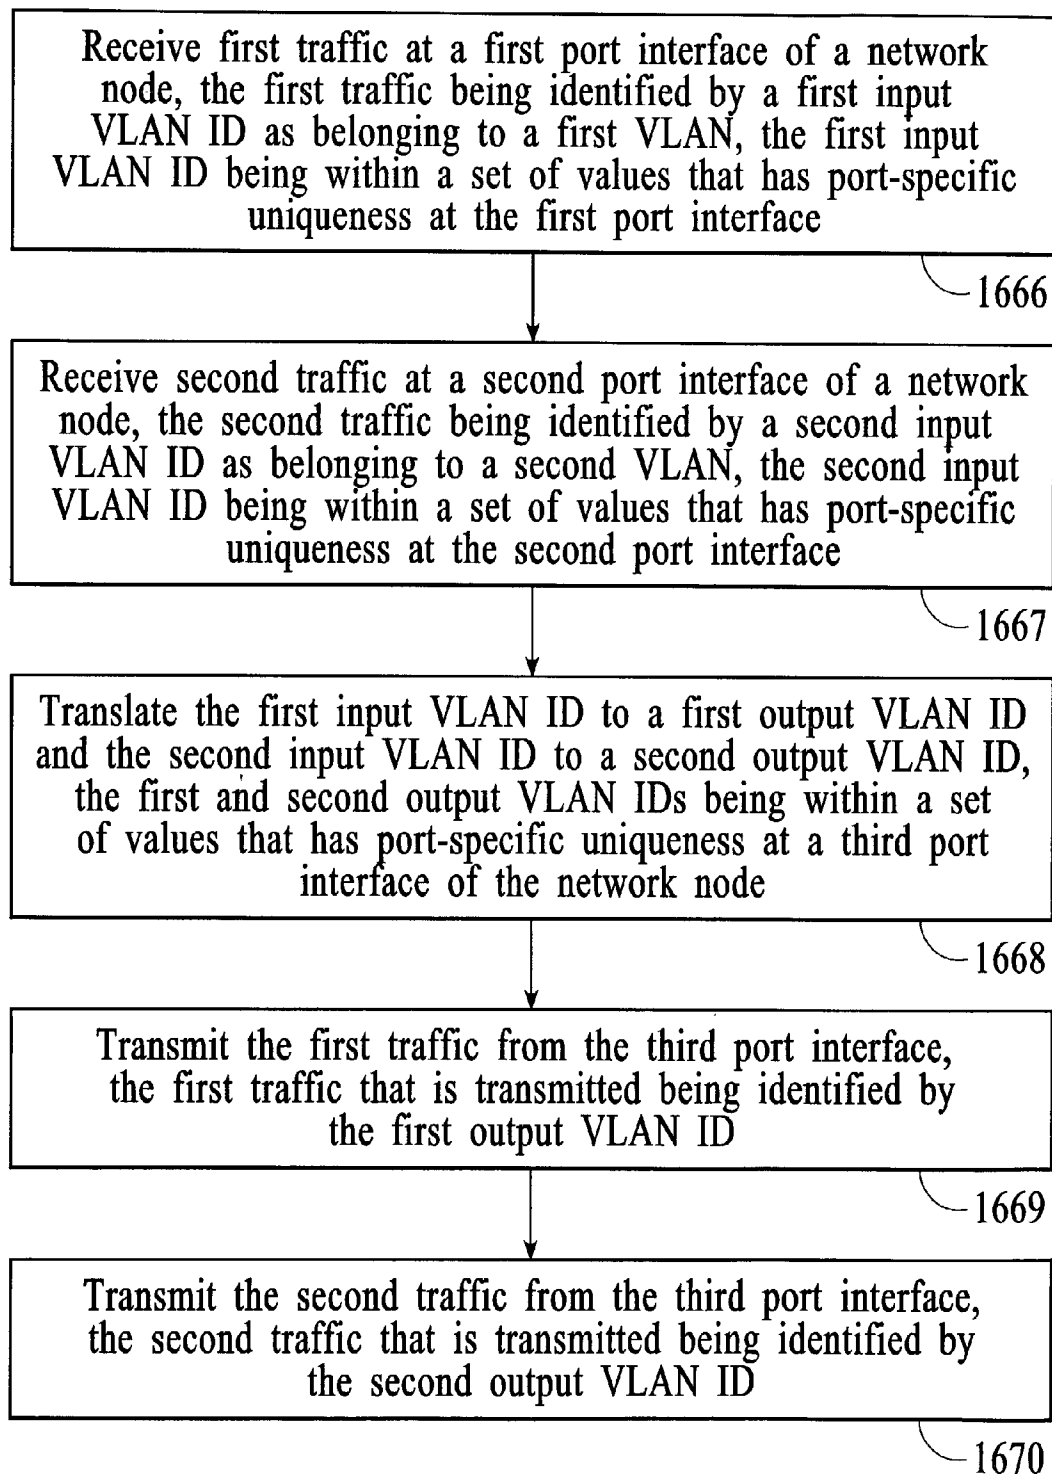 Receive first traffic at a first port interface of a network
node, the first traffic being identified by a first input
VLAN ID as belonging to a first VLAN, the first input
VLAN ID being within a set of values that has port-specific
uniqueness at the first port interface
1666
Receive second traffic at a second port interface of a network
node, the second traffic being identified by a second input
VLAN ID as belonging to a second VLAN, the second input
VLAN ID being within a set of values that has port-specific
uniqueness at the second port interface
1667
Translate the first input VLAN ID to a first output VLAN ID
and the second input VLAN ID to a second output VLAN ID,
the first and second output VLAN IDs being within a set
of values that has port-specific uniqueness at a third port
interface of the network node
1668
Transmit the first traffic from the third port interface,
the first traffic that is transmitted being identified by
the first output VLAN ID
1669
Transmit the second traffic from the third port interface,
the second traffic that is transmitted being identified by
the second output VLAN ID
1670